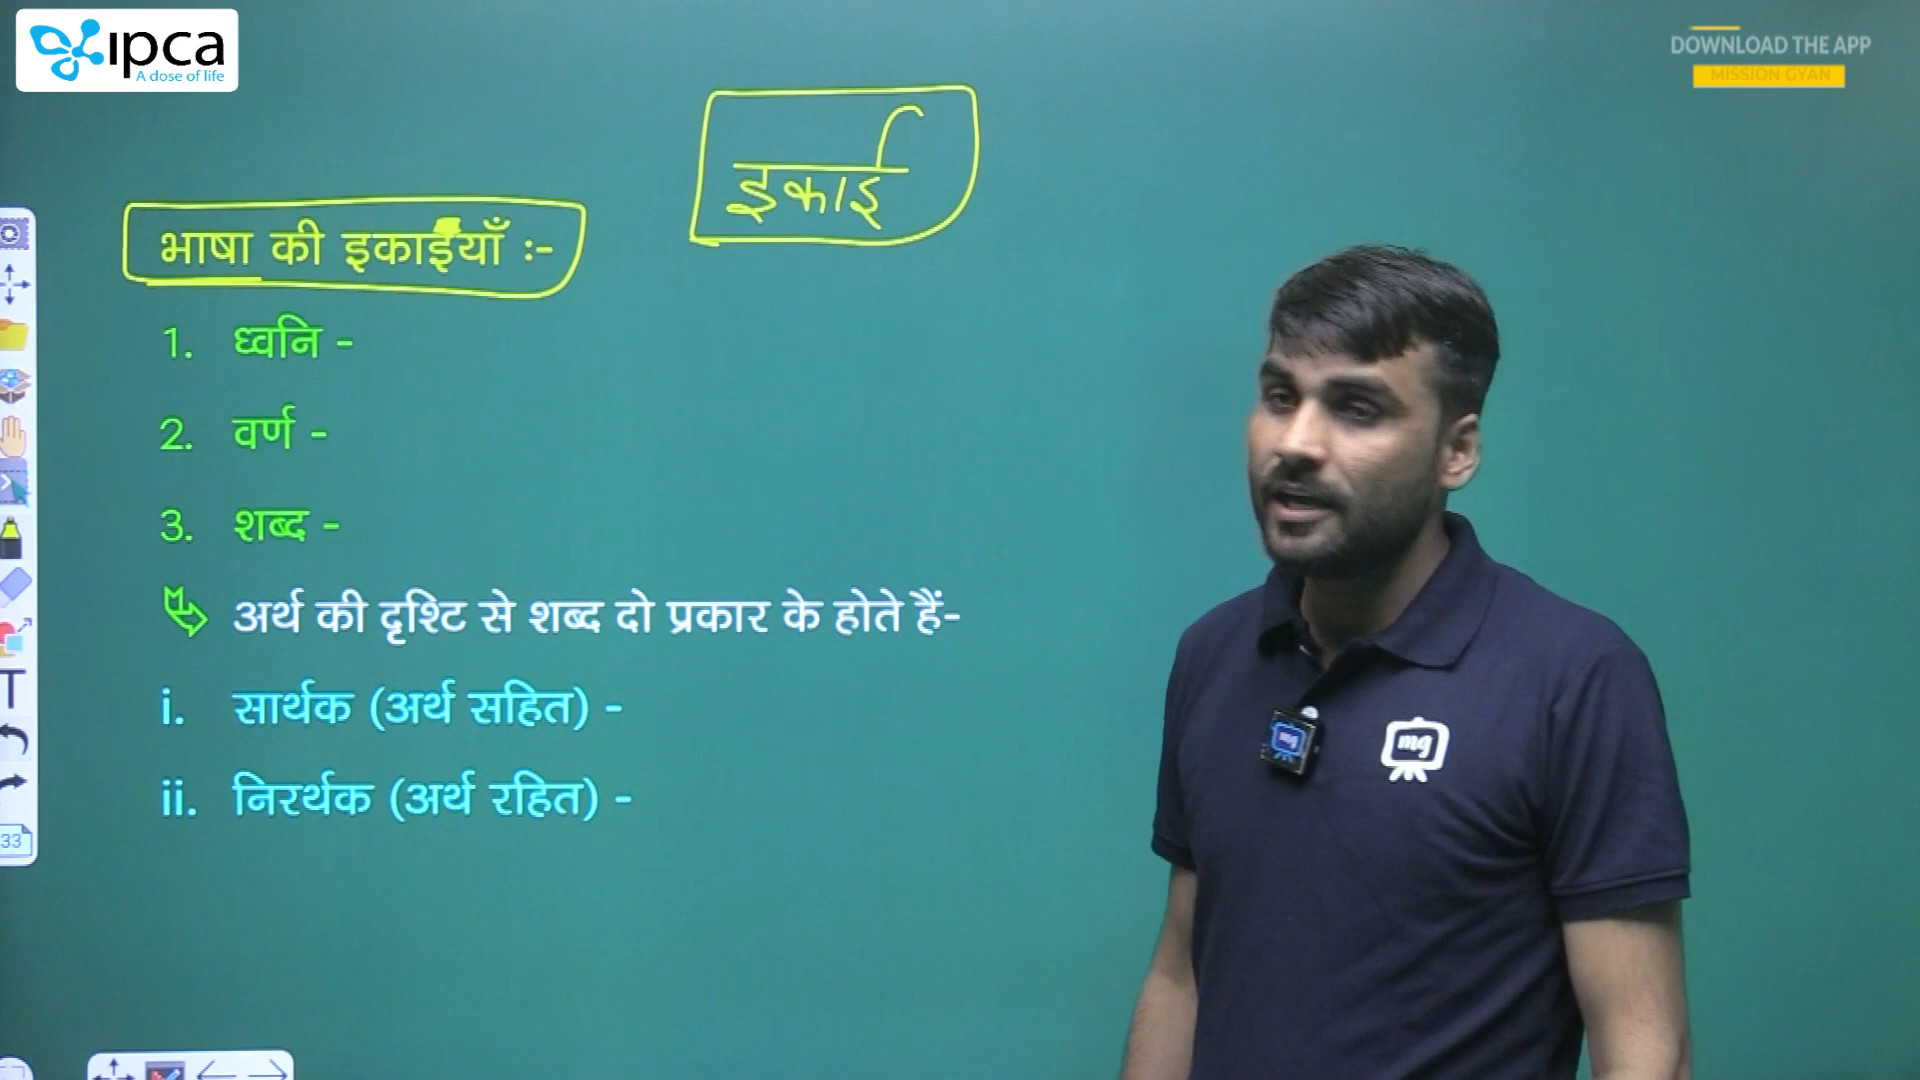 ipca
A dose of life
DOWNLOAD THE APP
MISSION GYAN
इकाई
भाषा की इकाईयाँ :-
1. ध्वनि -
2. वर्ण -
3. शब्द -
अर्थ की दृश्टि से शब्द दो प्रकार के होते हैं-
i. सार्थक (अर्थ सहित) -
ii. निरर्थक (अर्थ रहित) -
mg
T
33